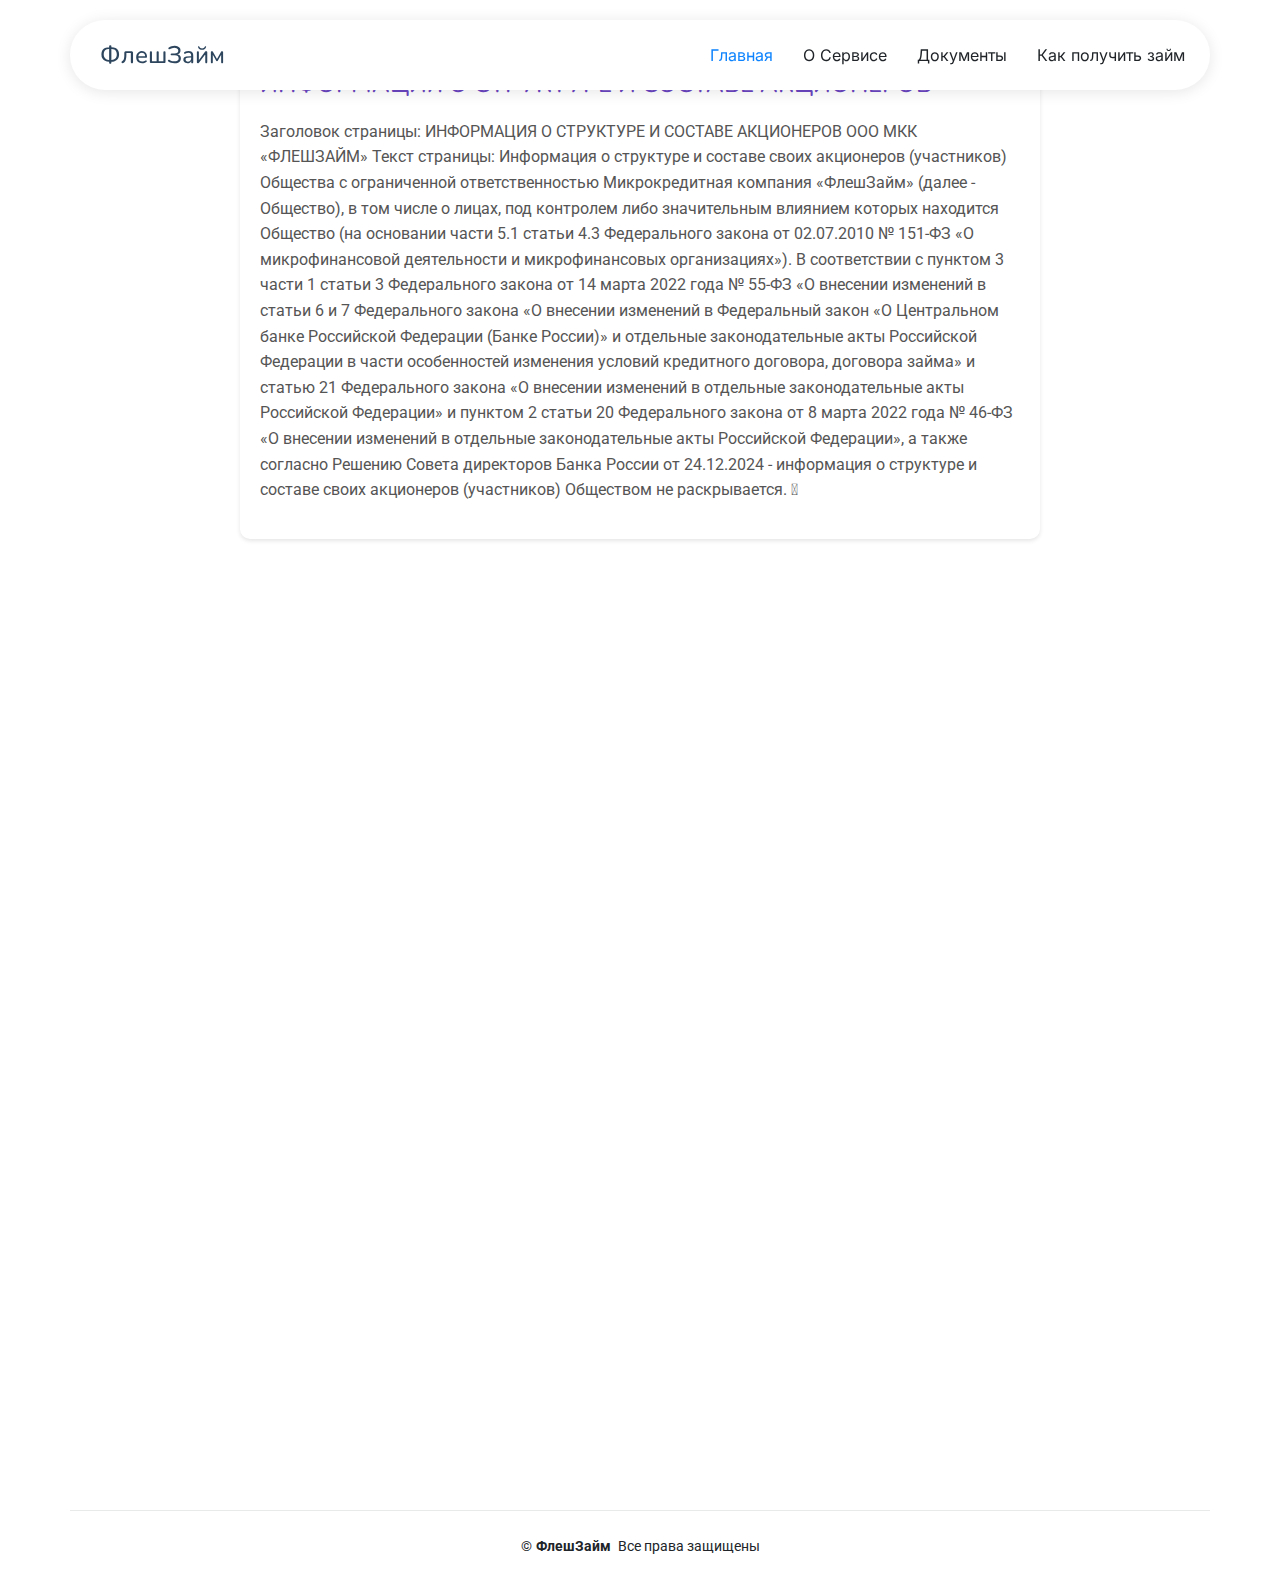 ФлешЗайм
Главная
О Сервисе
Документы
Как получить займ
ИНФОРМАЦИЯ О СТРУКТУРЕ И СОСТАВЕ АКЦИОНЕРОВ
Заголовок страницы: ИНФОРМАЦИЯ О СТРУКТУРЕ И СОСТАВЕ АКЦИОНЕРОВ ООО МКК
«ФЛЕШЗАЙМ» Текст страницы: Информация о структуре и составе своих акционеров (участников)
Общества с ограниченной ответственностью Микрокредитная компания «ФлешЗайм» (далее -
Общество), в том числе о лицах, под контролем либо значительным влиянием которых находится
Общество (на основании части 5.1 статьи 4.3 Федерального закона от 02.07.2010 № 151-ФЗ «О
микрофинансовой деятельности и микрофинансовых организациях»). В соответствии с пунктом 3
части 1 статьи 3 Федерального закона от 14 марта 2022 года № 55-ФЗ «О внесении изменений в
статьи 6 и 7 Федерального закона «О внесении изменений в Федеральный закон «О Центральном
банке Российской Федерации (Банке России)» и отдельные законодательные акты Российской
Федерации в части особенностей изменения условий кредитного договора, договора займа» и
статью 21 Федерального закона «О внесении изменений в отдельные законодательные акты
Российской Федерации» и пунктом 2 статьи 20 Федерального закона от 8 марта 2022 года № 46-ФЗ
«О внесении изменений в отдельные законодательные акты Российской Федерации», а также
согласно Решению Совета директоров Банка России от 24.12.2024 - информация о структуре и
составе своих акционеров (участников) Обществом не раскрывается.
© ФлешЗайм Все права защищены